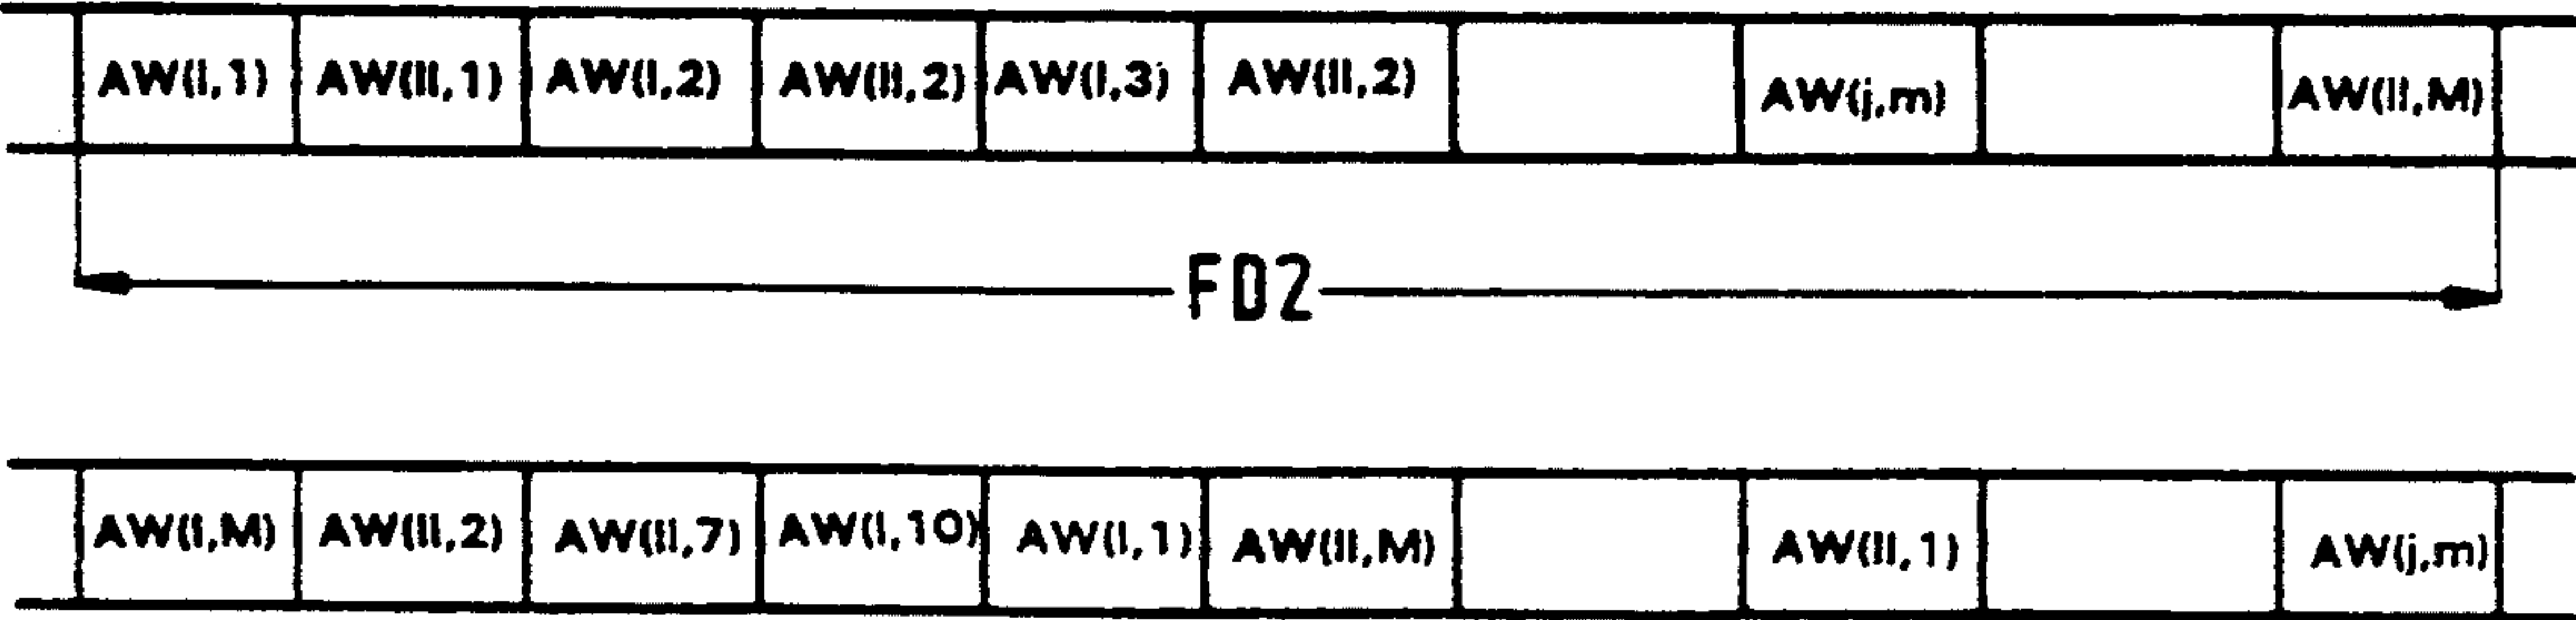 AW(I,1) AW(II,1) AW(I,2) AW(II,2) AW(I,3) AW(II,2) AW(j,m) AW(II,M)
FD2
AW(I,M) AW(II,2) AW(II,7) AW(I,10) AW(I,1) AW(II,M) AW(II,1) AW(j,m)